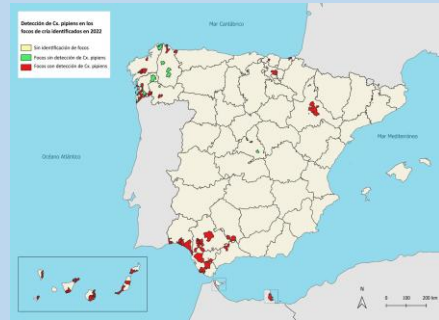 Detección de Cx. pipiens en los
focos de cría identificados en 2022
Sin identificación de focos
Focos sin detección de Cx. pipiens
Focos con detección de Cx. pipiens
Mar Cantábrico
Océano Atlántico
Mar Mediterráneo
N
0 100 200 km